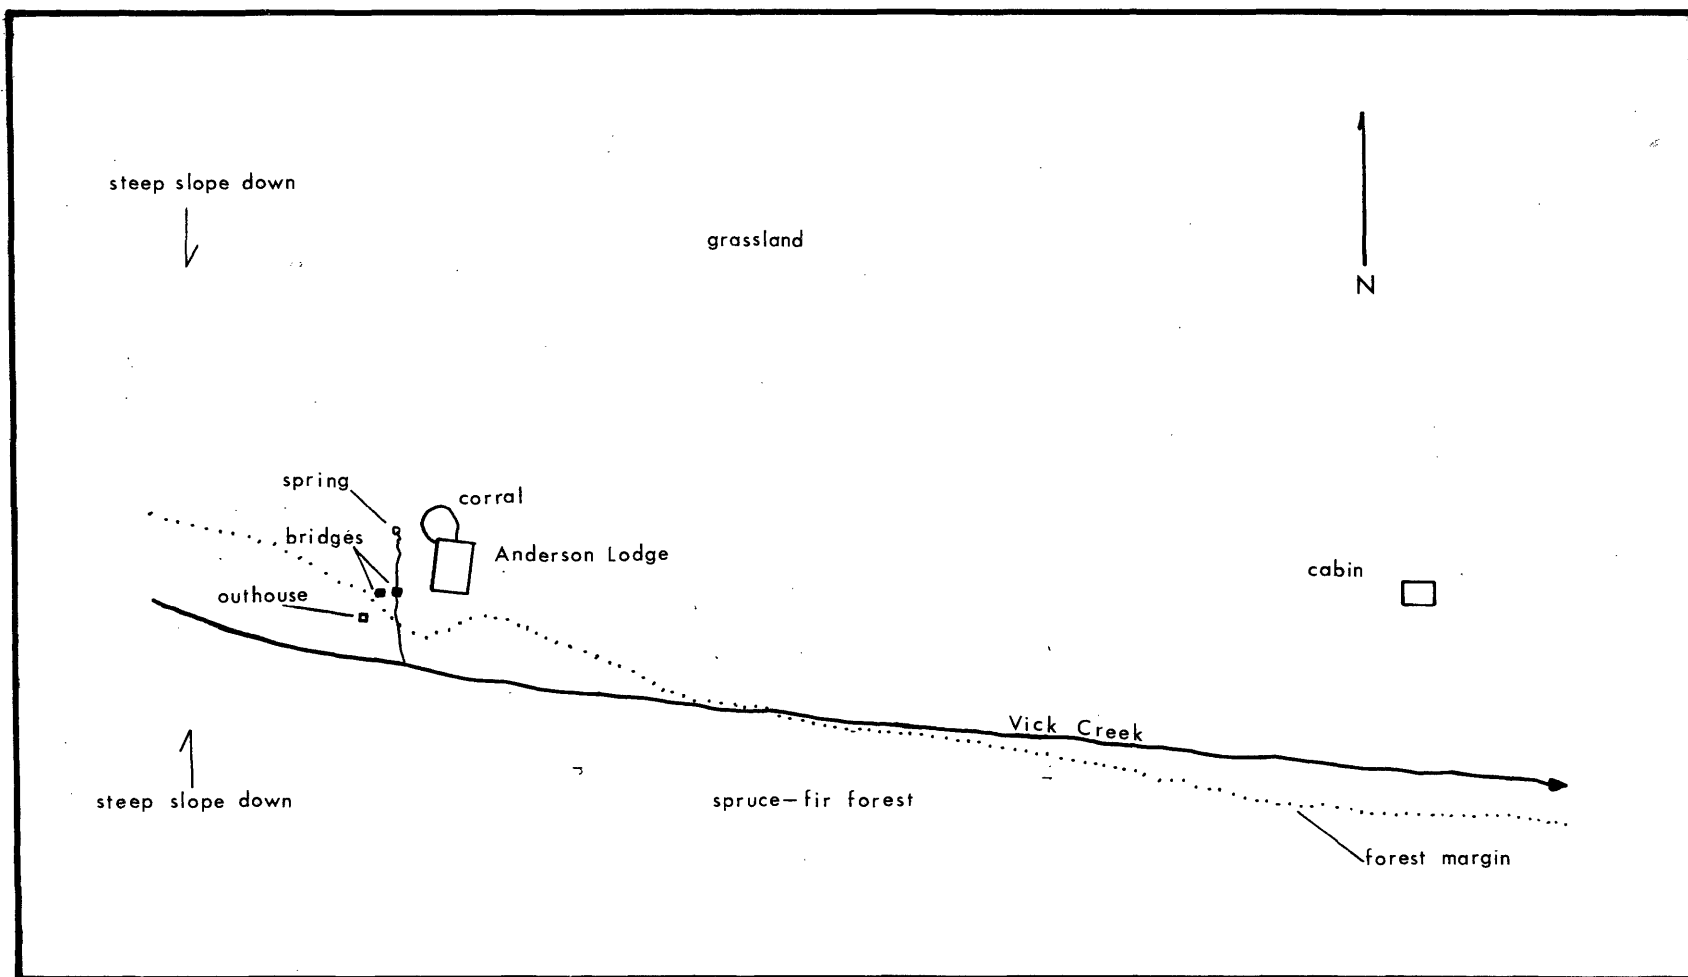 steep slope down
grassland
N
spring
corral
bridges
Anderson Lodge
outhouse
cabin
Vick Creek
steep slope down
spruce-fir forest
forest margin